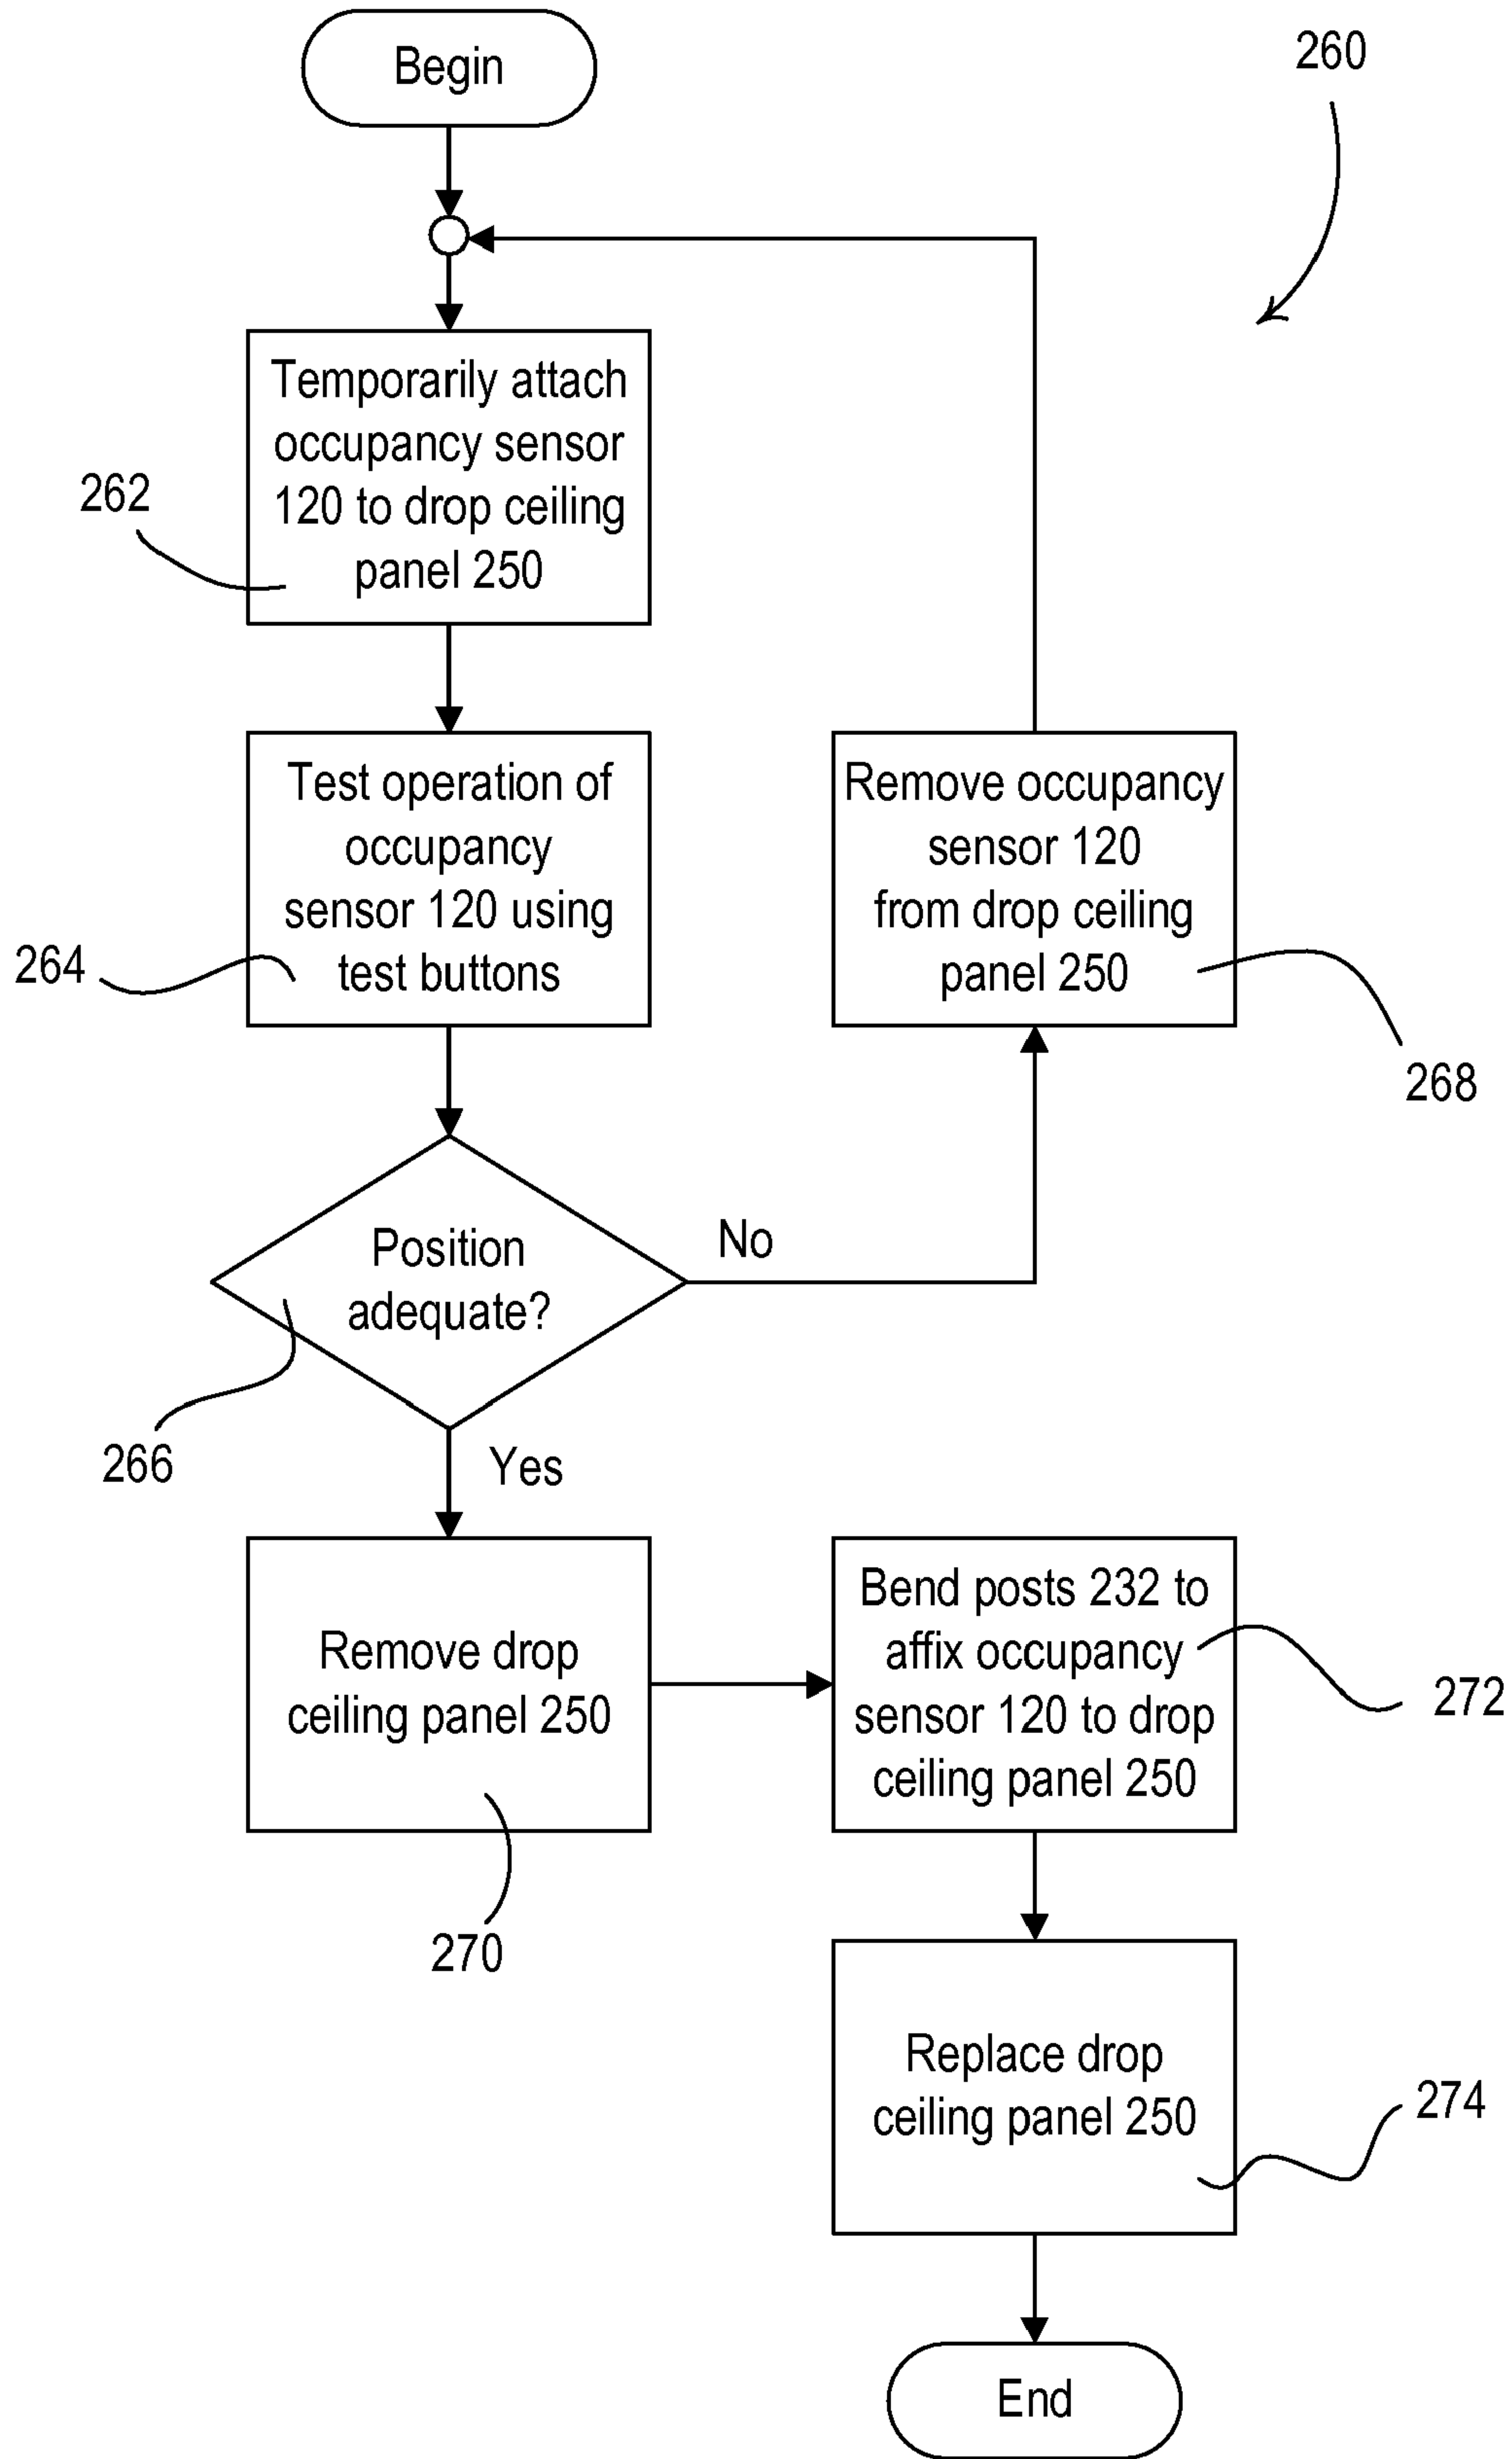 Begin
260
Temporarily attach
occupancy sensor
120 to drop ceiling
panel 250
262
Test operation of
occupancy
sensor 120 using
test buttons
264
Remove occupancy
sensor 120
from drop ceiling
panel 250
268
Position
adequate?
No
266
Yes
Remove drop
ceiling panel 250
270
Bend posts 232 to
affix occupancy
sensor 120 to drop
ceiling panel 250
272
Replace drop
ceiling panel 250
274
End